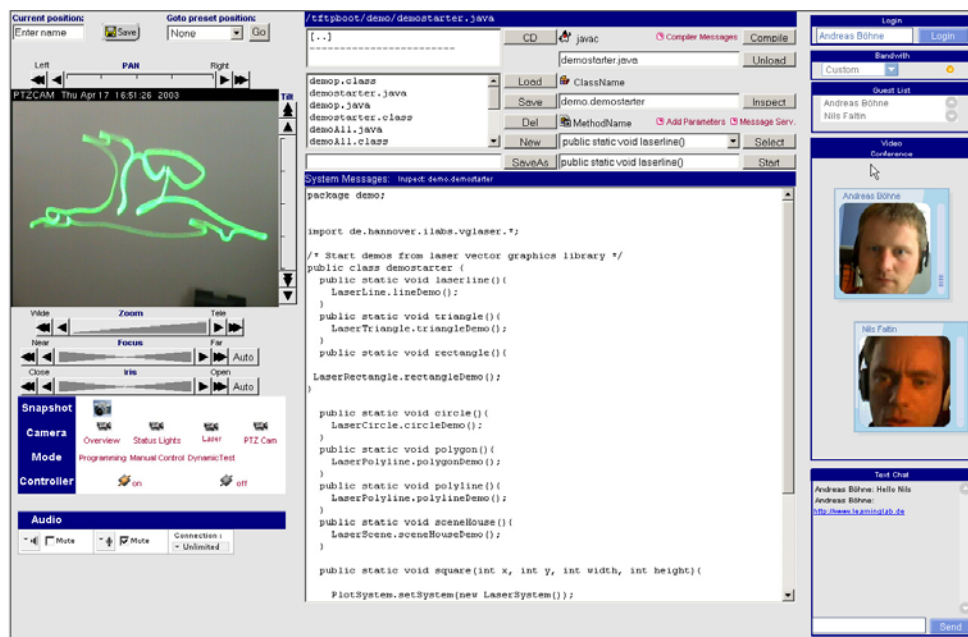 Current position:
Goto preset position:
Enter name
Save
None
Go
Left
PAN
Right
PTZCAM Thu Apr 17 16:51:26 2003
Tilt
Wilde
Zoom
Tele
Near
Focus
Far
Auto
Close
Iris
Open
Auto
Snapshot
Camera
Overview
Status Lights
Laser
PTZ Cam
Mode
Programming
Manual Control
DynamicTest
Controller
on
off
Audio
Mute
Mute
Connection :
Unlimited
/tftpboot/demo/demostarter.java
[..]
------------------------
CD
javac
Compiler Messages
Compile
demostarter.java
Unload
demop.class
demostarter.java
demop.java
demostarter.class
demoAll.java
demoAll.class
Load
ClassName
Save
demo.demostarter
Inspect
Del
MethodName
Add Parameters
Message Serv.
New
public static void laserline()
Select
SaveAs
public static void laserline()
Start
System Messages: Inspect: demo.demostarter
package demo;
import de.hannover.ilabs.vglaser.*;
/* Start demos from laser vector graphics library */
public class demostarter {
public static void laserline(){
LaserLine.lineDemo();
}
public static void triangle(){
LaserTriangle.triangleDemo();
}
public static void rectangle(){
LaserRectangle.rectangleDemo();
}
public static void circle(){
LaserCircle.circleDemo();
}
public static void polygon(){
LaserPolyline.polygonDemo();
}
public static void polyline(){
LaserPolyline.polylineDemo();
}
public static void sceneHouse(){
LaserScene.sceneHouseDemo();
}
public static void square(int x, int y, int width, int height){
PlotSystem.setSystem(new LaserSystem());
Login
Andreas Böhne
Login
Bandwith
Custom
Guest List
Andreas Böhne
Nils Faltin
Video
Conference
Andreas Böhne
Nils Faltin
Text Chat
Andreas Böhne: Hello Nils
Andreas Böhne:
http://www.learninglab.de
Send